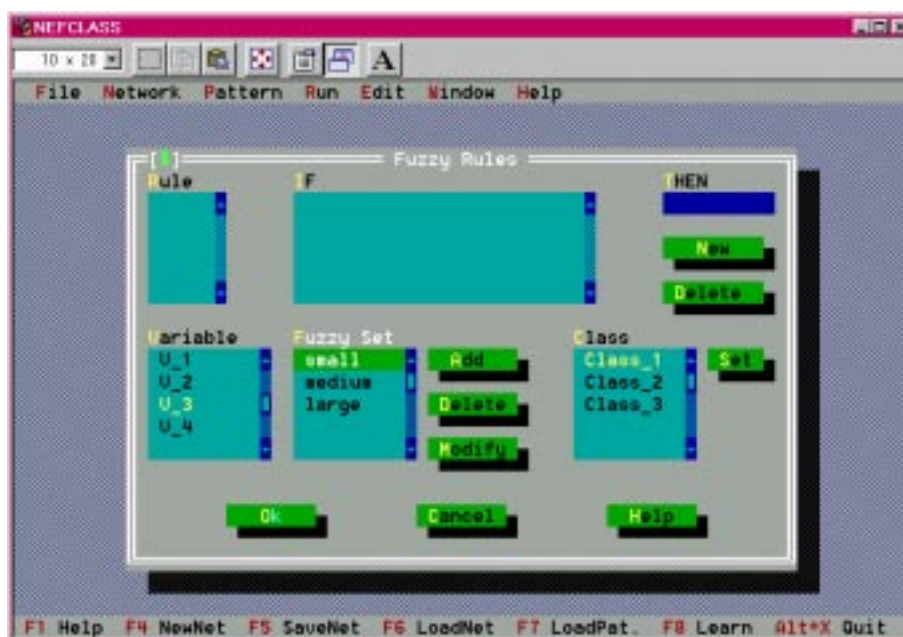 NEFCLASS
10 x 20
A
File Network Pattern Run Edit Window Help
Fuzzy Rules
Rule IF THEN
New
Delete
Variable Fuzzy Set Class
V_1 small Add Class_1 Set
V_2 medium Class_2
V_3 large Delete Class_3
V_4
Modify
Ok Cancel Help
F1 Help F4 NewNet F5 SaveNet F6 LoadNet F7 LoadPat. F8 Learn Alt+X Quit